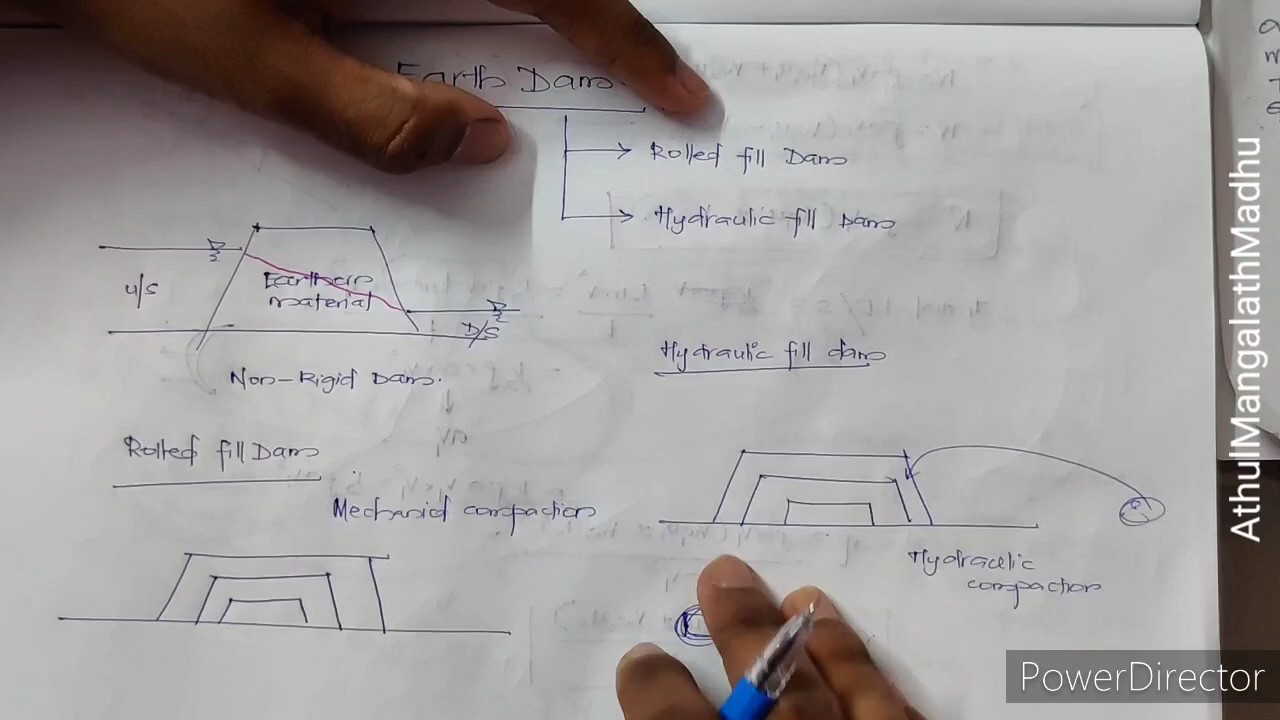 Earth Dam.
Rolled fill Dam
Hydraulic fill Dam
U/S
Earthern
material
D/S
Non-Rigid Dam.
Hydraulic fill dam
Rolled fill Dam
Mechanicl compaction
Hydraulic
compaction
AthulMangalathMadhu
PowerDirector